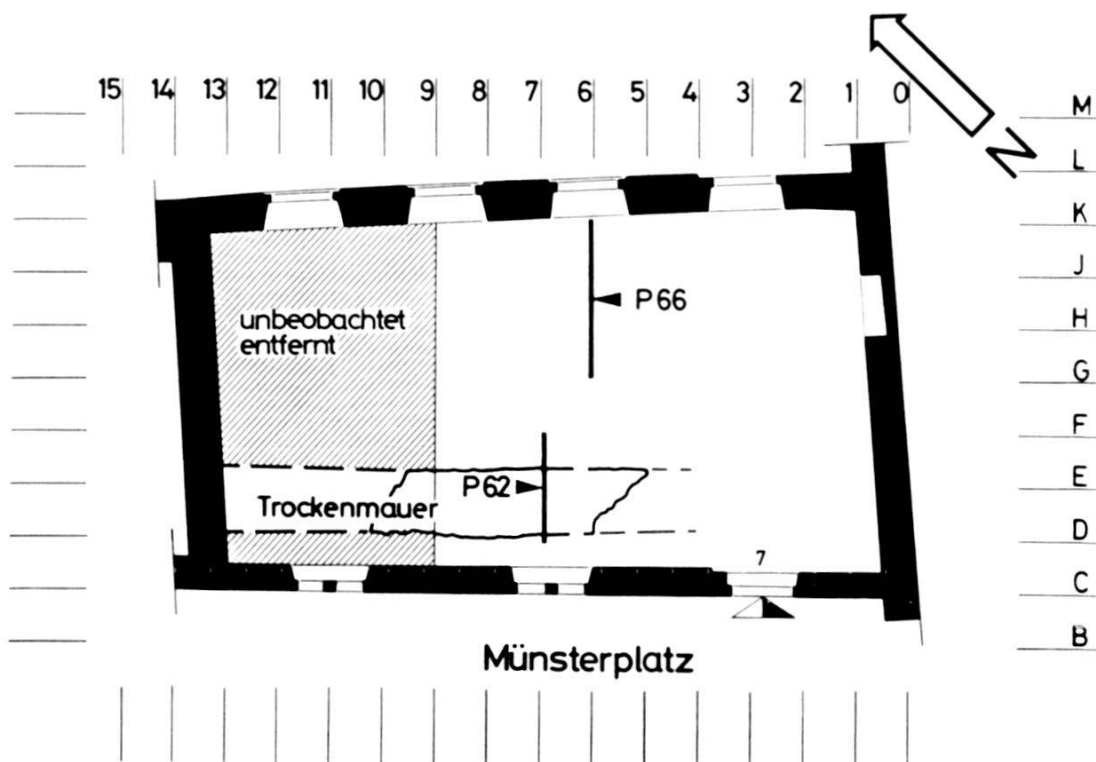 15 14 13 12 11 10 9 8 7 6 5 4 3 2 1 0
N
M
L
K
J
H
G
F
E
D
C
B
unbeobachtet
entfernt
P66
P62
Trockenmauer
7
Münsterplatz